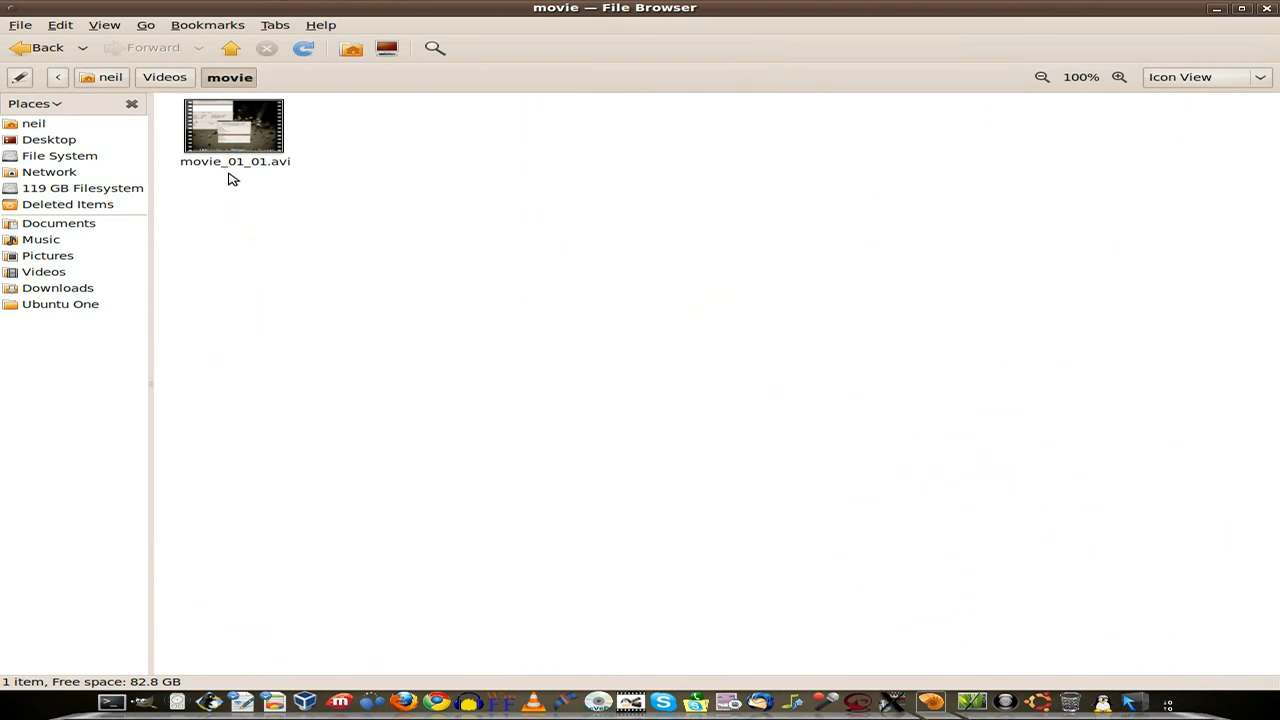 movie — File Browser
File Edit View Go Bookmarks Tabs Help
Back Forward
neil Videos movie 100% Icon View
Places
neil
Desktop
File System
Network
119 GB Filesystem
Deleted Items
Documents
Music
Pictures
Videos
Downloads
Ubuntu One
movie_01_01.avi
1 item, Free space: 82.8 GB